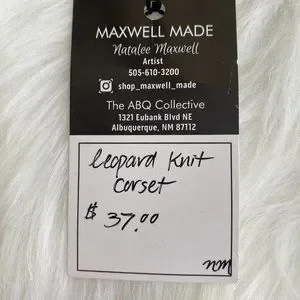 MAXWELL MADE
Natalee Maxwell
Artist
505-610-3200
shop_maxwell_made
The ABQ Collective
1321 Eubank Blvd NE
Albuquerque, NM 87112
leopard knit
corset
$ 37.00
nm